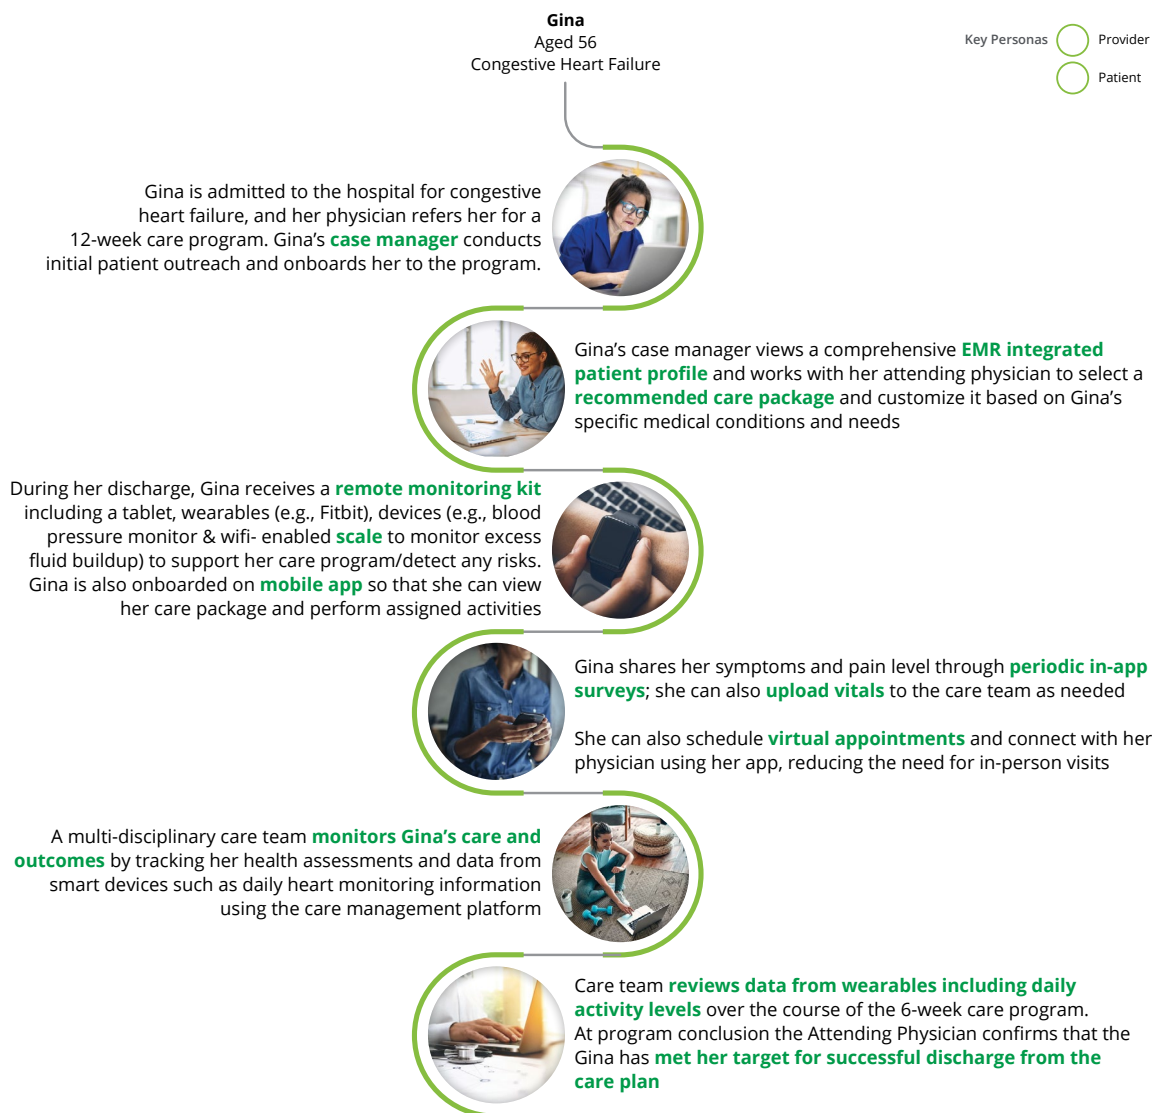 Gina
Aged 56
Congestive Heart Failure
Key Personas
Provider
Patient
Gina is admitted to the hospital for congestive
heart failure, and her physician refers her for a
12-week care program. Gina’s case manager conducts
initial patient outreach and onboards her to the program.
Gina’s case manager views a comprehensive EMR integrated
patient profile and works with her attending physician to select a
recommended care package and customize it based on Gina’s
specific medical conditions and needs
During her discharge, Gina receives a remote monitoring kit
including a tablet, wearables (e.g., Fitbit), devices (e.g., blood
pressure monitor & wifi- enabled scale to monitor excess
fluid buildup) to support her care program/detect any risks.
Gina is also onboarded on mobile app so that she can view
her care package and perform assigned activities
Gina shares her symptoms and pain level through periodic in-app
surveys; she can also upload vitals to the care team as needed
She can also schedule virtual appointments and connect with her
physician using her app, reducing the need for in-person visits
A multi-disciplinary care team monitors Gina’s care and
outcomes by tracking her health assessments and data from
smart devices such as daily heart monitoring information
using the care management platform
Care team reviews data from wearables including daily
activity levels over the course of the 6-week care program.
At program conclusion the Attending Physician confirms that the
Gina has met her target for successful discharge from the
care plan